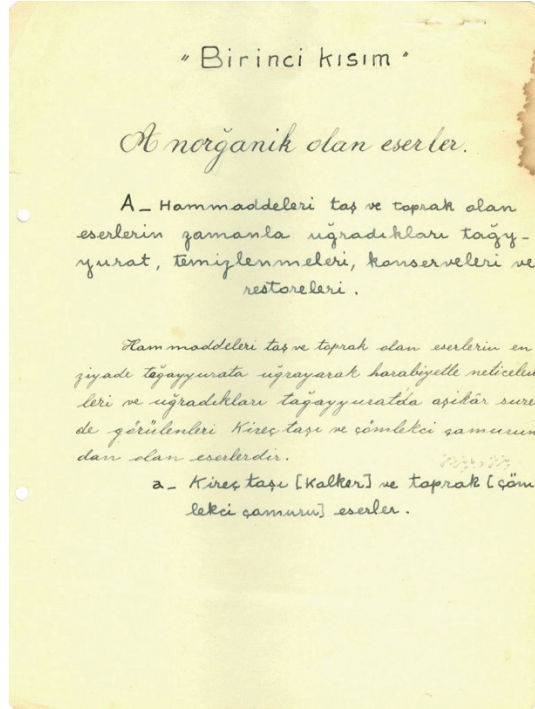 "Birinci kısım"
Anorğanik olan eserler.
A_ Hammaddeleri taş ve toprak olan
eserlerin zamanla uğradıkları tağy-
yurat, temizlenmeleri, konserveleri ve
restoreleri.
Hammaddeleri taş ve toprak olan eserlerin en
ziyade tağayyurata uğrayarak harabiyetle neticelen
leri ve uğradıkları tağayyuratda aşikâr sure
de görülenleri Kireç taşı ve çömlekci çamurun
dan olan eserlerdir.
a_ Kireç taşı [Kalker] ve toprak [çöm
lekci çamuru] eserler.